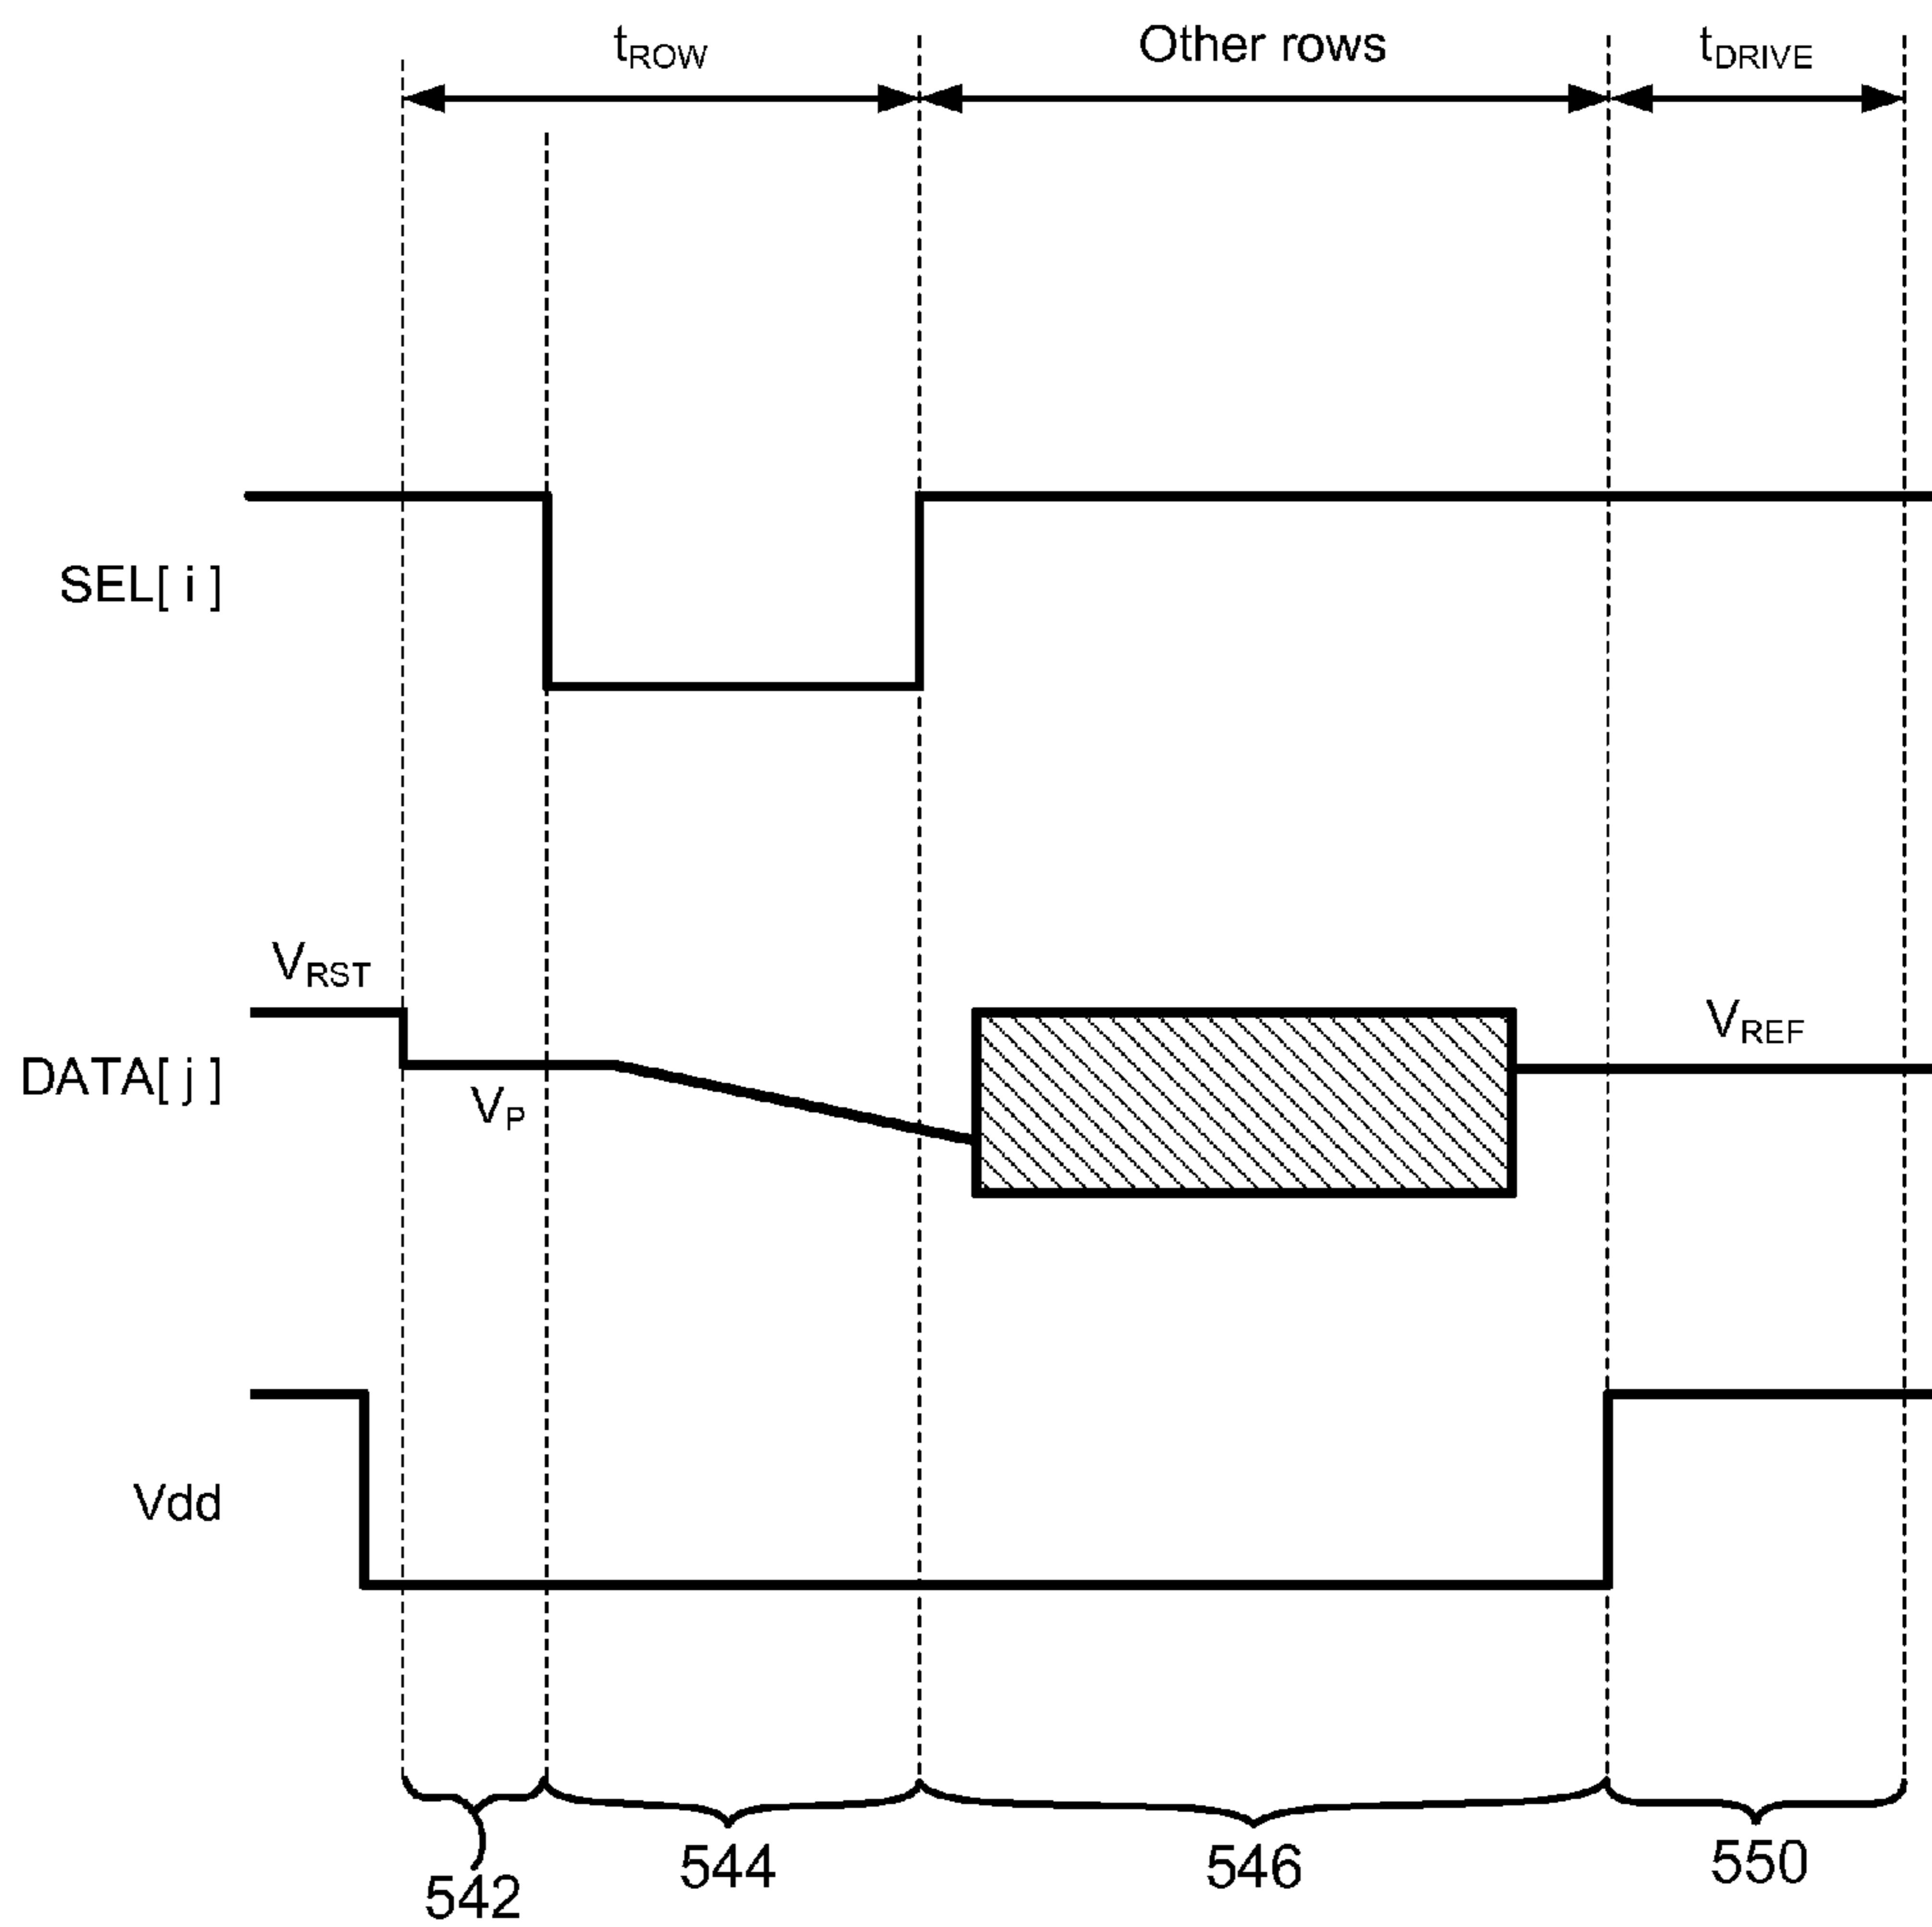 tROW
Other rows
tDRIVE
SEL[ i ]
VRST
DATA[ j ]
VP
VREF
Vdd
542
544
546
550